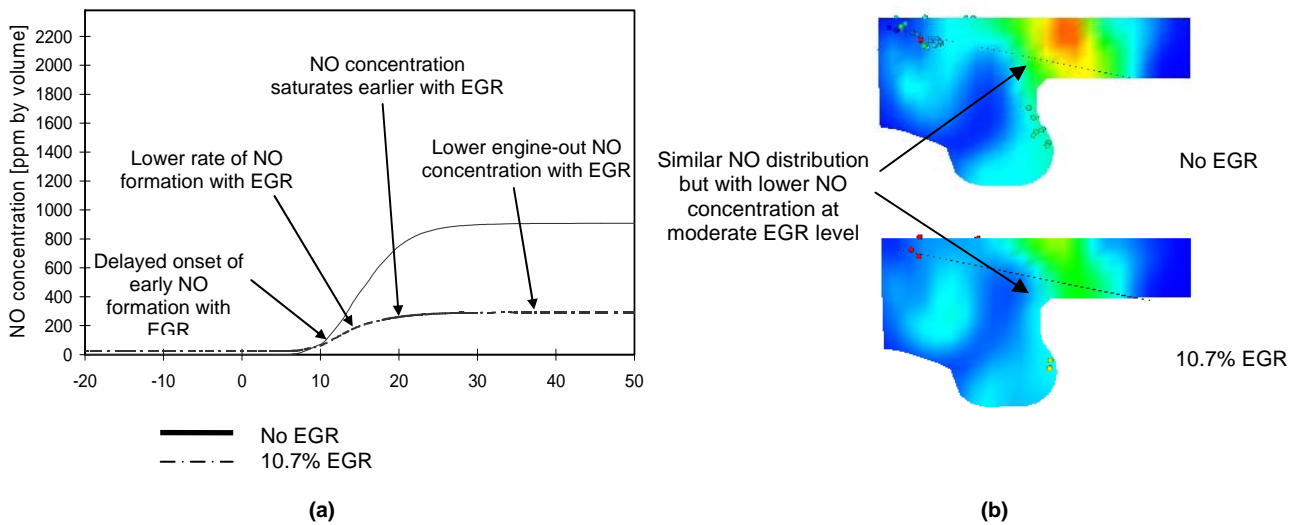 NO concentration [ppm by volume]
2200
2000
1800
1600
1400
1200
1000
800
600
400
200
0
-20
-10
0
10
20
30
40
50
NO concentration
saturates earlier with EGR
Lower rate of NO
formation with EGR
Lower engine-out NO
concentration with EGR
Delayed onset of
early NO
formation with
EGR
No EGR
10.7% EGR
(a)
Similar NO distribution
but with lower NO
concentration at
moderate EGR level
No EGR
10.7% EGR
(b)